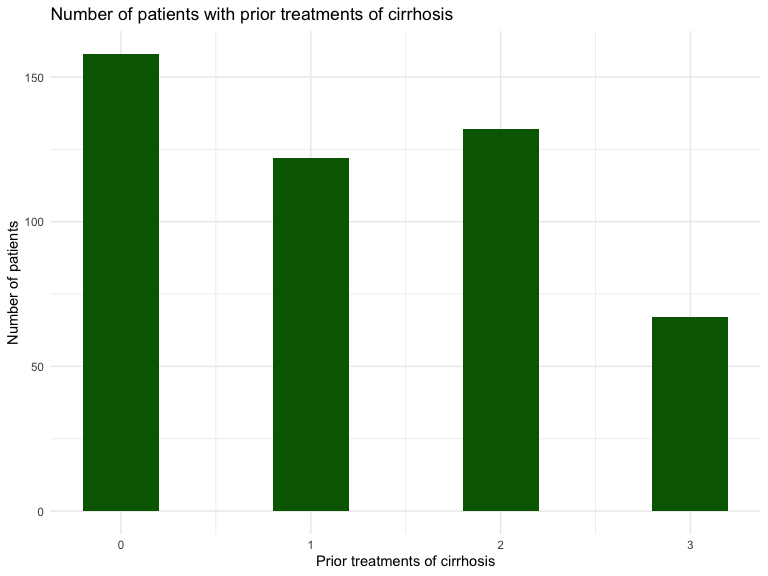 Number of patients with prior treatments of cirrhosis
Number of patients
150
100
50
0
0 1 2 3
Prior treatments of cirrhosis